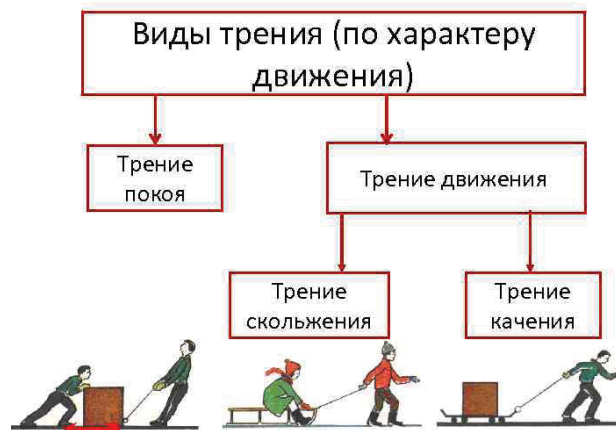 Виды трения (по характеру
движения)
Трение
покоя
Трение движения
Трение
скольжения
Трение
качения